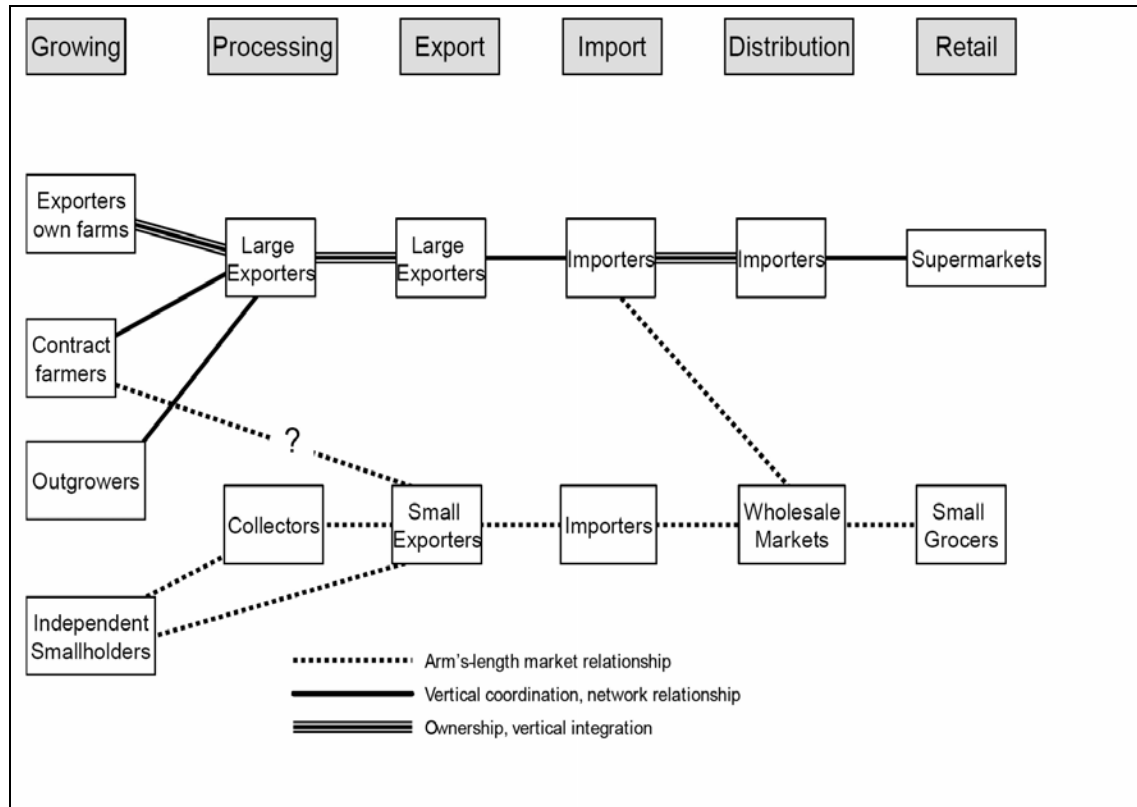 Growing
Processing
Export
Import
Distribution
Retail
Exporters
own farms
Large
Exporters
Large
Exporters
Importers
Importers
Supermarkets
Contract
farmers
?
Outgrowers
Collectors
Small
Exporters
Importers
Wholesale
Markets
Small
Grocers
Independent
Smallholders
Arm's-length market relationship
Vertical coordination, network relationship
Ownership, vertical integration